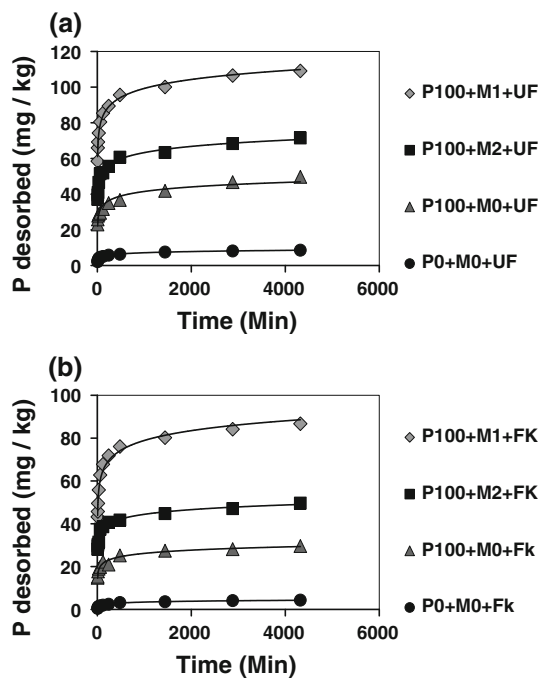 (a)
P desorbed (mg / kg)
120
100
80
60
40
20
0
0
2000
4000
6000
Time (Min)
P100+M1+UF
P100+M2+UF
P100+M0+UF
P0+M0+UF
(b)
P desorbed (mg / kg)
100
80
60
40
20
0
0
2000
4000
6000
Time (Min)
P100+M1+FK
P100+M2+FK
P100+M0+Fk
P0+M0+Fk